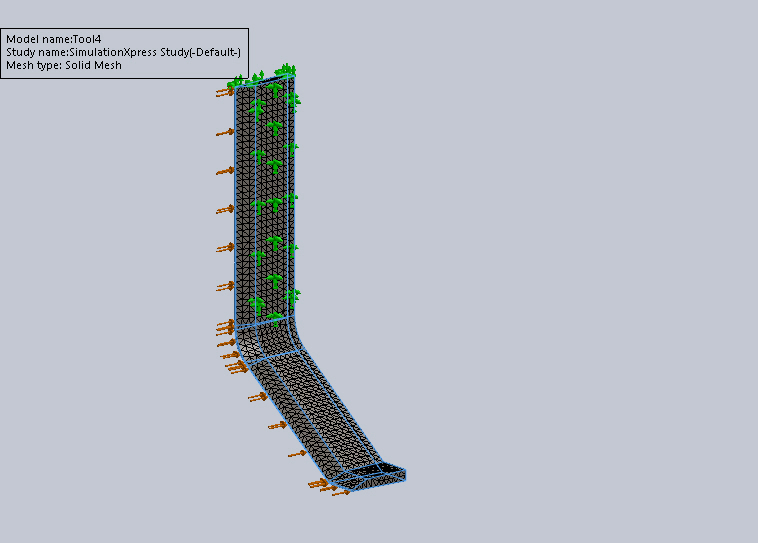 Model name:Tool4
Study name:SimulationXpress Study(-Default-)
Mesh type: Solid Mesh